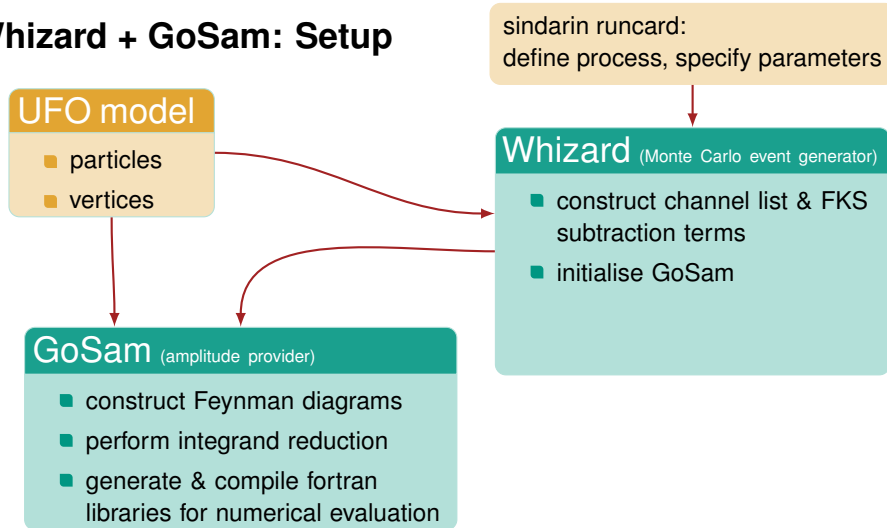 hizard + GoSam: Setup
sindarin runcard:
define process, specify parameters
UFO model
particles
vertices
Whizard (Monte Carlo event generator)
construct channel list & FKS
subtraction terms
initialise GoSam
GoSam (amplitude provider)
construct Feynman diagrams
perform integrand reduction
generate & compile fortran
libraries for numerical evaluation